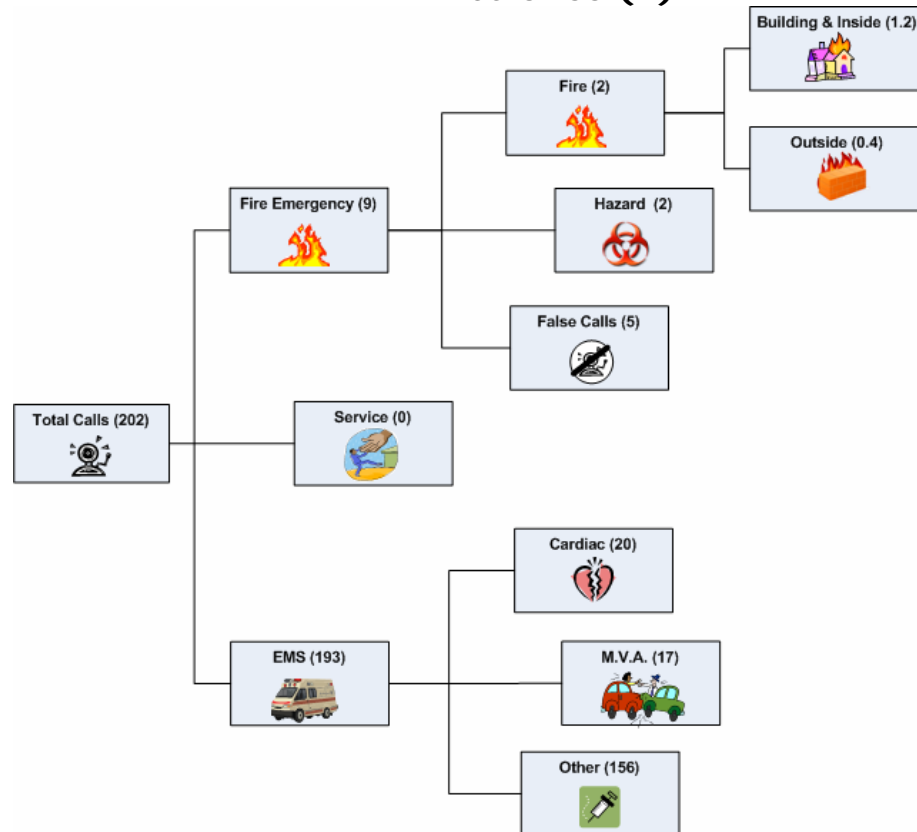 Building & Inside (1.2)
Fire (2)
Outside (0.4)
Fire Emergency (9)
Hazard (2)
False Calls (5)
Total Calls (202)
Service (0)
Cardiac (20)
EMS (193)
M.V.A. (17)
Other (156)